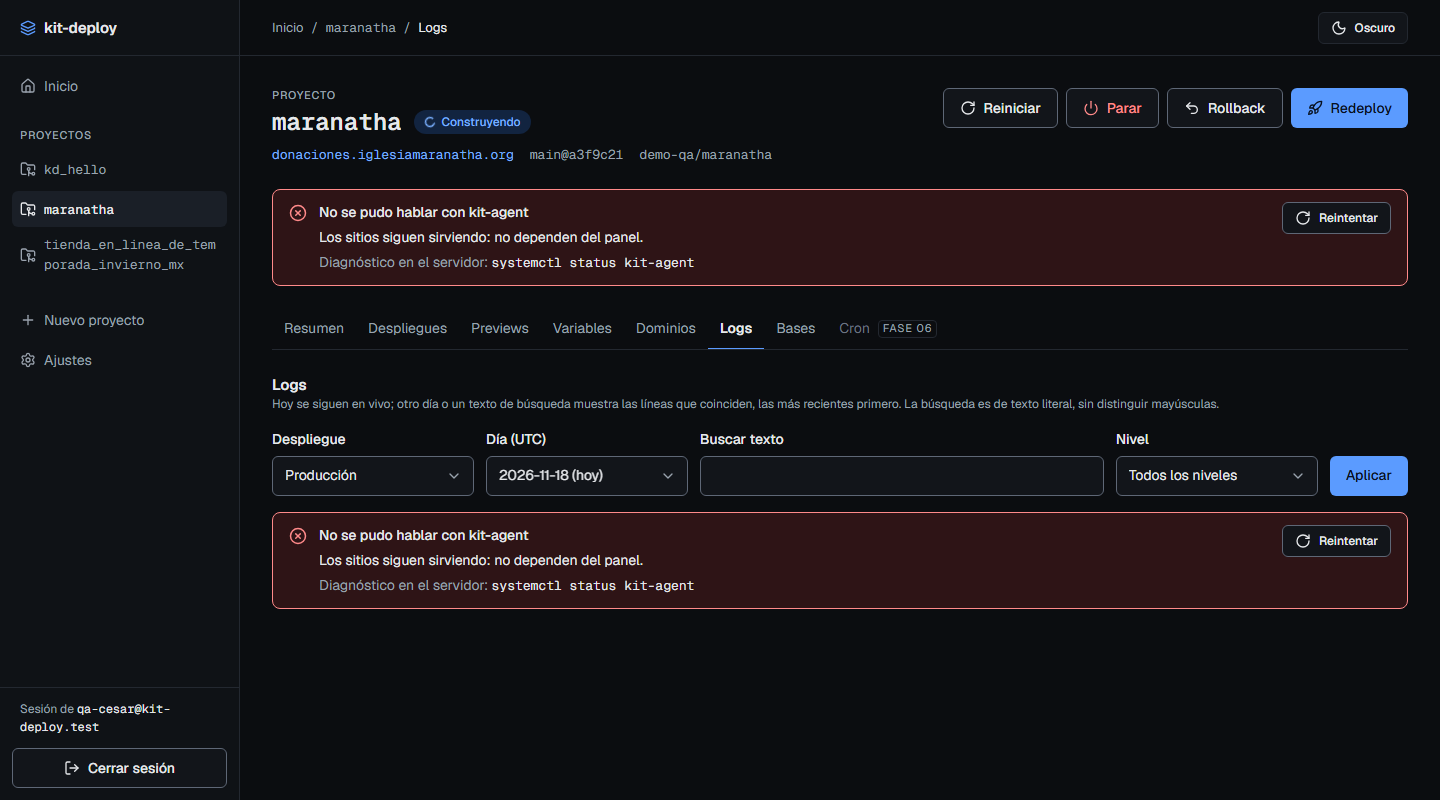 kit-deploy
Inicio / maranatha / Logs
Oscuro
Inicio
PROYECTOS
kd_hello
maranatha
tienda_en_linea_de_tem
porada_invierno_mx
Nuevo proyecto
Ajustes
Sesión de qa-cesar@kit-
deploy.test
Cerrar sesión
PROYECTO
maranatha Construyendo
Reiniciar Parar Rollback Redeploy
donaciones.iglesiamaranatha.org main@a3f9c21 demo-qa/maranatha
No se pudo hablar con kit-agent
Reintentar
Los sitios siguen sirviendo: no dependen del panel.
Diagnóstico en el servidor: systemctl status kit-agent
Resumen Despliegues Previews Variables Dominios Logs Bases Cron FASE 06
Logs
Hoy se siguen en vivo; otro día o un texto de búsqueda muestra las líneas que coinciden, las más recientes primero. La búsqueda es de texto literal, sin distinguir mayúsculas.
Despliegue Día (UTC) Buscar texto Nivel
Producción 2026-11-18 (hoy) Todos los niveles Aplicar
No se pudo hablar con kit-agent
Reintentar
Los sitios siguen sirviendo: no dependen del panel.
Diagnóstico en el servidor: systemctl status kit-agent